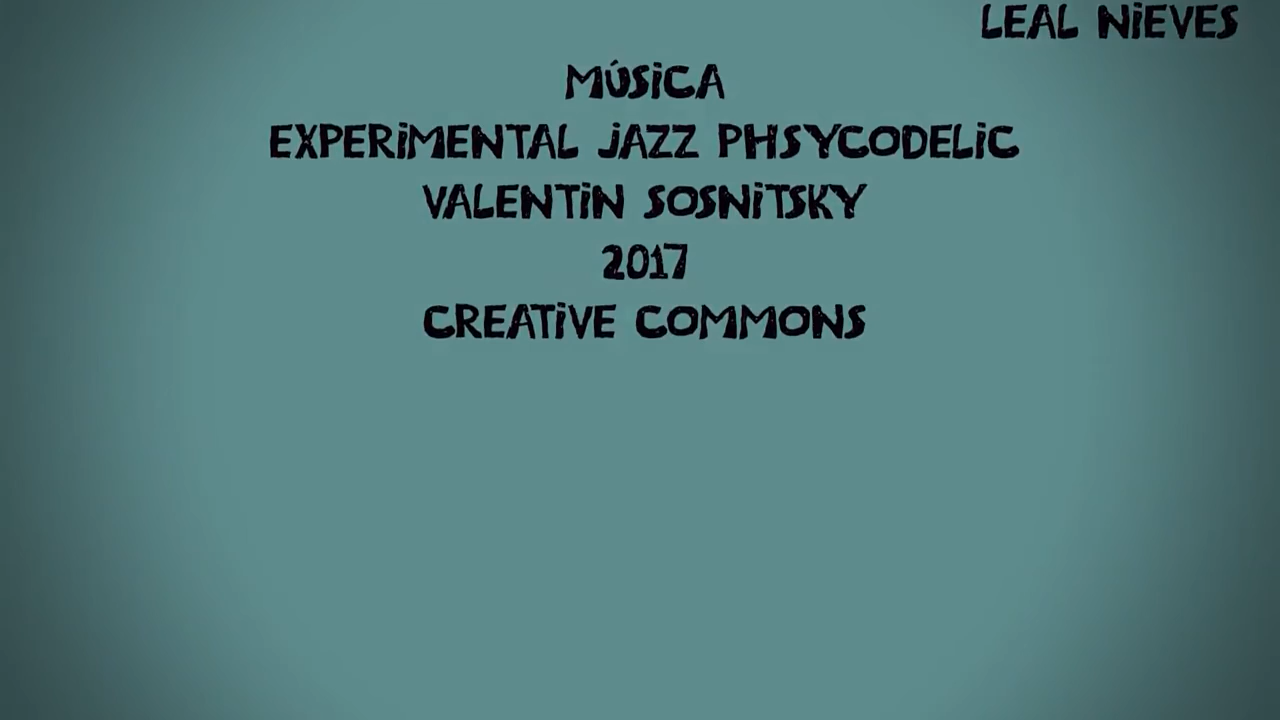 LEAL NIEVES
MÚSICA
EXPERIMENTAL JAZZ PHSYCODELIC
VALENTIN SOSNITSKY
2017
CREATIVE COMMONS